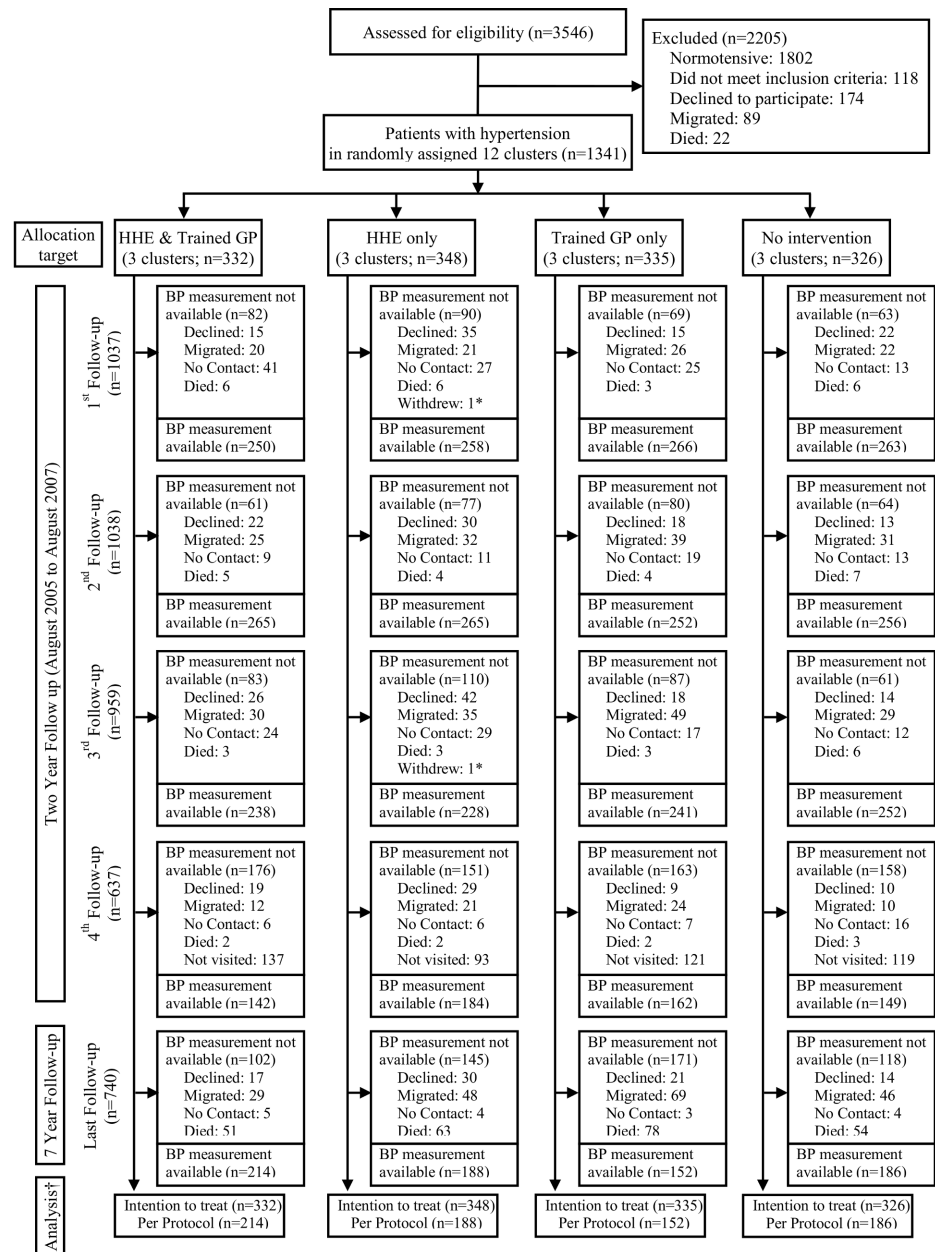 Assessed for eligibility (n=3546)
Excluded (n=2205)
Normotensive: 1802
Did not meet inclusion criteria: 118
Declined to participate: 174
Migrated: 89
Died: 22
Patients with hypertension
in randomly assigned 12 clusters (n=1341)
Allocation
target
HHE & Trained GP
(3 clusters; n=332)
HHE only
(3 clusters; n=348)
Trained GP only
(3 clusters; n=335)
No intervention
(3 clusters; n=326)
Two Year Follow up (August 2005 to August 2007)
1st Follow-up
(n=1037)
BP measurement not
available (n=82)
Declined: 15
Migrated: 20
No Contact: 41
Died: 6
BP measurement
available (n=250)
BP measurement not
available (n=90)
Declined: 35
Migrated: 21
No Contact: 27
Died: 6
Withdrew: 1*
BP measurement
available (n=258)
BP measurement not
available (n=69)
Declined: 15
Migrated: 26
No Contact: 25
Died: 3
BP measurement
available (n=266)
BP measurement not
available (n=63)
Declined: 22
Migrated: 22
No Contact: 13
Died: 6
BP measurement
available (n=263)
2nd Follow-up
(n=1038)
BP measurement not
available (n=61)
Declined: 22
Migrated: 25
No Contact: 9
Died: 5
BP measurement
available (n=265)
BP measurement not
available (n=77)
Declined: 30
Migrated: 32
No Contact: 11
Died: 4
BP measurement
available (n=265)
BP measurement not
available (n=80)
Declined: 18
Migrated: 39
No Contact: 19
Died: 4
BP measurement
available (n=252)
BP measurement not
available (n=64)
Declined: 13
Migrated: 31
No Contact: 13
Died: 7
BP measurement
available (n=256)
3rd Follow-up
(n=959)
BP measurement not
available (n=83)
Declined: 26
Migrated: 30
No Contact: 24
Died: 3
BP measurement
available (n=238)
BP measurement not
available (n=110)
Declined: 42
Migrated: 35
No Contact: 29
Died: 3
Withdrew: 1*
BP measurement
available (n=228)
BP measurement not
available (n=87)
Declined: 18
Migrated: 49
No Contact: 17
Died: 3
BP measurement
available (n=241)
BP measurement not
available (n=61)
Declined: 14
Migrated: 29
No Contact: 12
Died: 6
BP measurement
available (n=252)
4th Follow-up
(n=637)
BP measurement not
available (n=176)
Declined: 19
Migrated: 12
No Contact: 6
Died: 2
Not visited: 137
BP measurement
available (n=142)
BP measurement not
available (n=151)
Declined: 29
Migrated: 21
No Contact: 6
Died: 2
Not visited: 93
BP measurement
available (n=184)
BP measurement not
available (n=163)
Declined: 9
Migrated: 24
No Contact: 7
Died: 2
Not visited: 121
BP measurement
available (n=162)
BP measurement not
available (n=158)
Declined: 10
Migrated: 10
No Contact: 16
Died: 3
Not visited: 119
BP measurement
available (n=149)
7 Year Follow-up
Last Follow-up
(n=740)
BP measurement not
available (n=102)
Declined: 17
Migrated: 29
No Contact: 5
Died: 51
BP measurement
available (n=214)
BP measurement not
available (n=145)
Declined: 30
Migrated: 48
No Contact: 4
Died: 63
BP measurement
available (n=188)
BP measurement not
available (n=171)
Declined: 21
Migrated: 69
No Contact: 3
Died: 78
BP measurement
available (n=152)
BP measurement not
available (n=118)
Declined: 14
Migrated: 46
No Contact: 4
Died: 54
BP measurement
available (n=186)
Analysis†
Intention to treat (n=332)
Per Protocol (n=214)
Intention to treat (n=348)
Per Protocol (n=188)
Intention to treat (n=335)
Per Protocol (n=152)
Intention to treat (n=326)
Per Protocol (n=186)